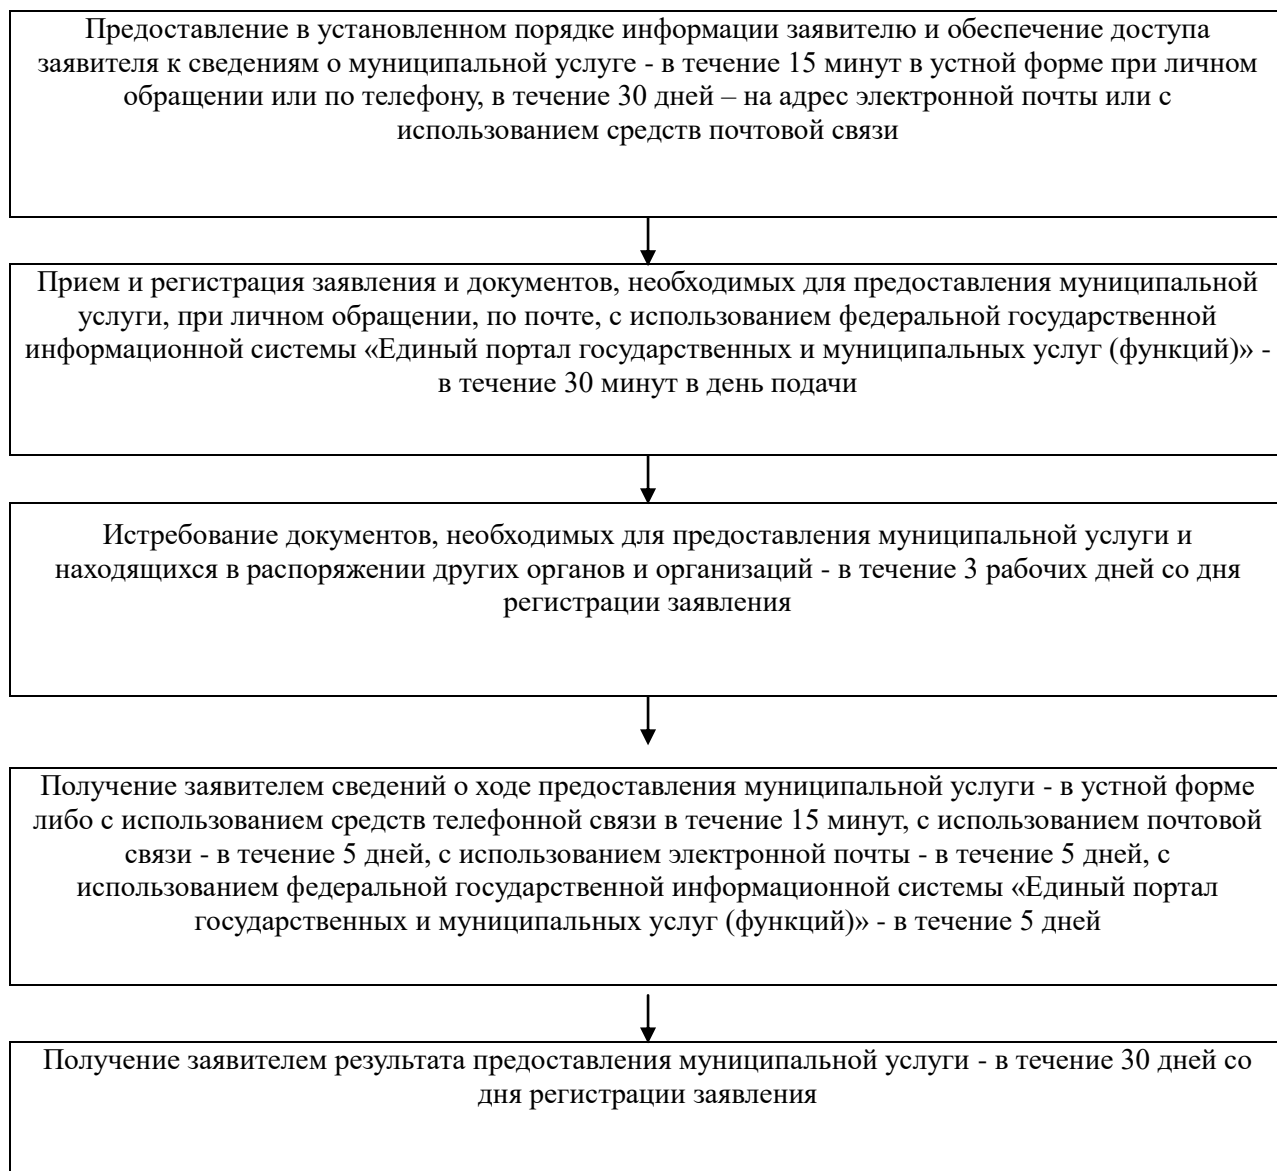 Предоставление в установленном порядке информации заявителю и обеспечение доступа
заявителя к сведениям о муниципальной услуге - в течение 15 минут в устной форме при личном
обращении или по телефону, в течение 30 дней – на адрес электронной почты или с
использованием средств почтовой связи
Прием и регистрация заявления и документов, необходимых для предоставления муниципальной
услуги, при личном обращении, по почте, с использованием федеральной государственной
информационной системы «Единый портал государственных и муниципальных услуг (функций)» -
в течение 30 минут в день подачи
Истребование документов, необходимых для предоставления муниципальной услуги и
находящихся в распоряжении других органов и организаций - в течение 3 рабочих дней со дня
регистрации заявления
Получение заявителем сведений о ходе предоставления муниципальной услуги - в устной форме
либо с использованием средств телефонной связи в течение 15 минут, с использованием почтовой
связи - в течение 5 дней, с использованием электронной почты - в течение 5 дней, с
использованием федеральной государственной информационной системы «Единый портал
государственных и муниципальных услуг (функций)» - в течение 5 дней
Получение заявителем результата предоставления муниципальной услуги - в течение 30 дней со
дня регистрации заявления